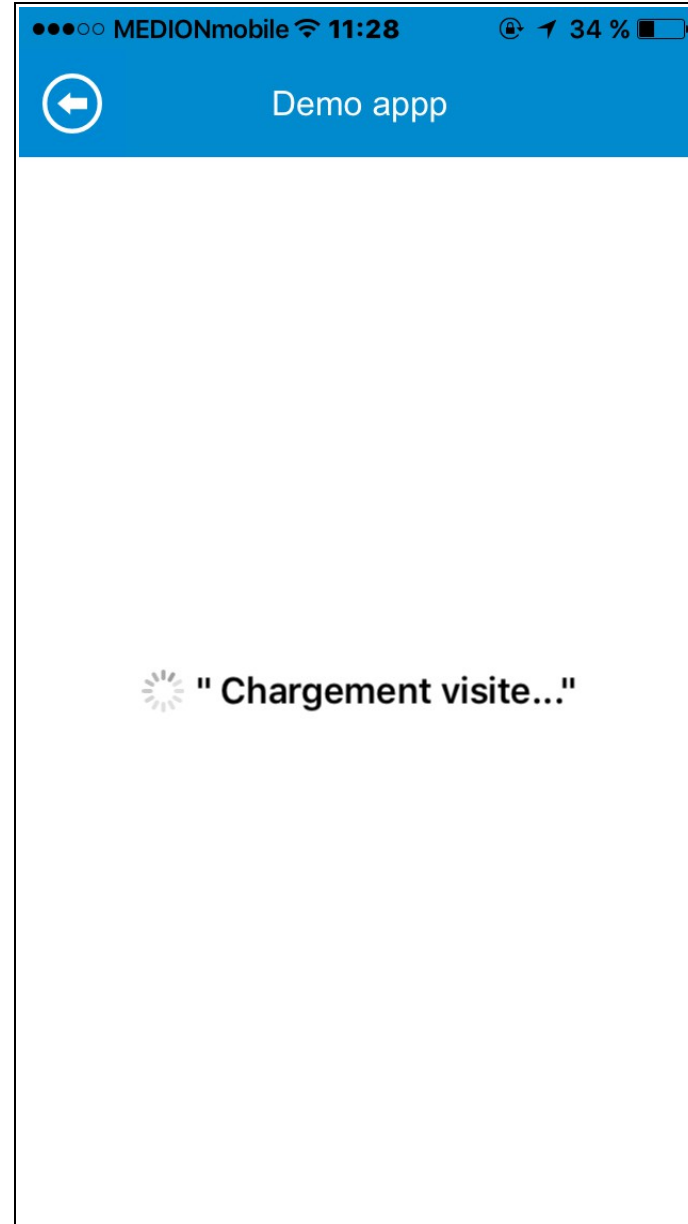 MEDIONmobile 11:28 34 %
Demo appp
" Chargement visite..."